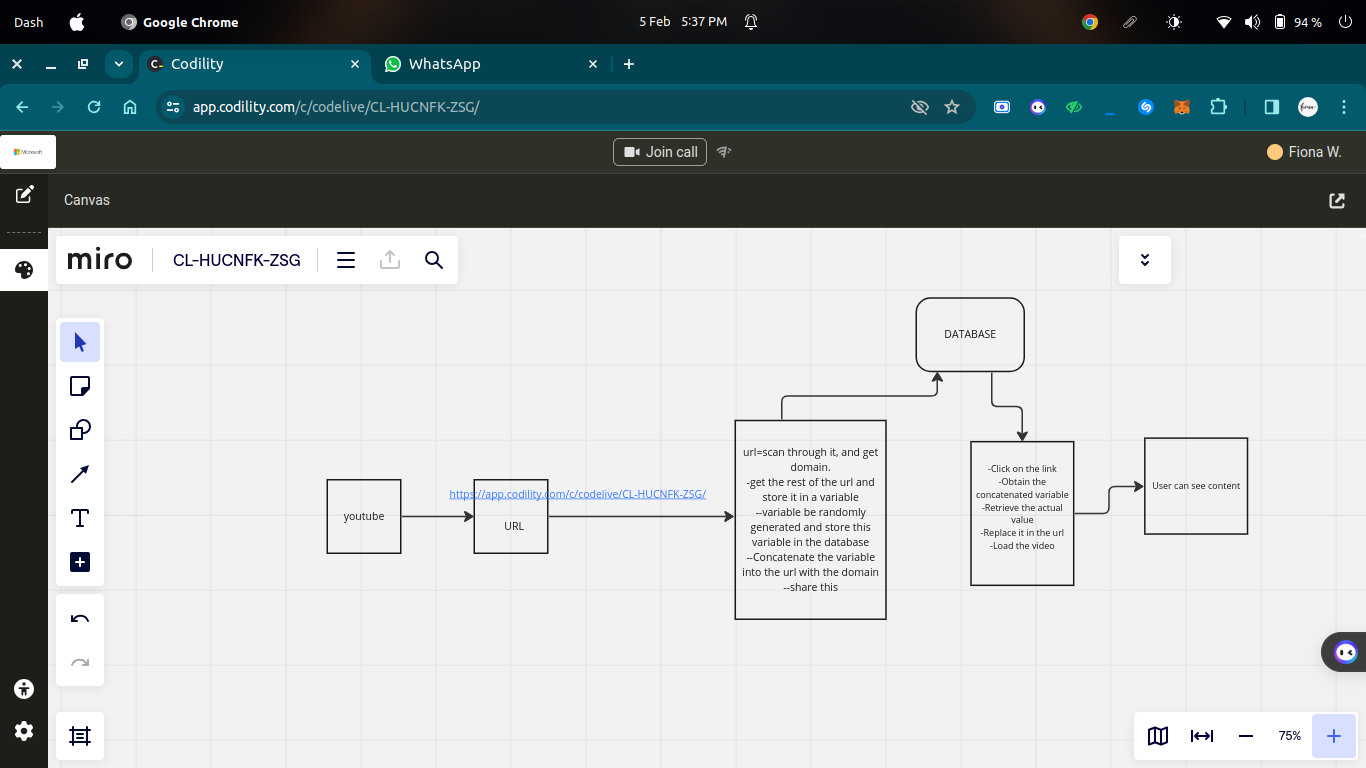 Dash
Google Chrome
5 Feb 5:37 PM
94 %
Codility
WhatsApp
app.codility.com/c/codelive/CL-HUCNFK-ZSG/
Microsoft
Join call
Fiona W.
Canvas
miro
CL-HUCNFK-ZSG
DATABASE
youtube
https://app.codility.com/c/codelive/CL-HUCNFK-ZSG/
URL
url=scan through it, and get
domain.
-get the rest of the url and
store it in a variable
--variable be randomly
generated and store this
variable in the database
--Concatenate the variable
into the url with the domain
--share this
-Click on the link
-Obtain the
concatenated variable
-Retrieve the actual
value
-Replace it in the url
-Load the video
User can see content
75%